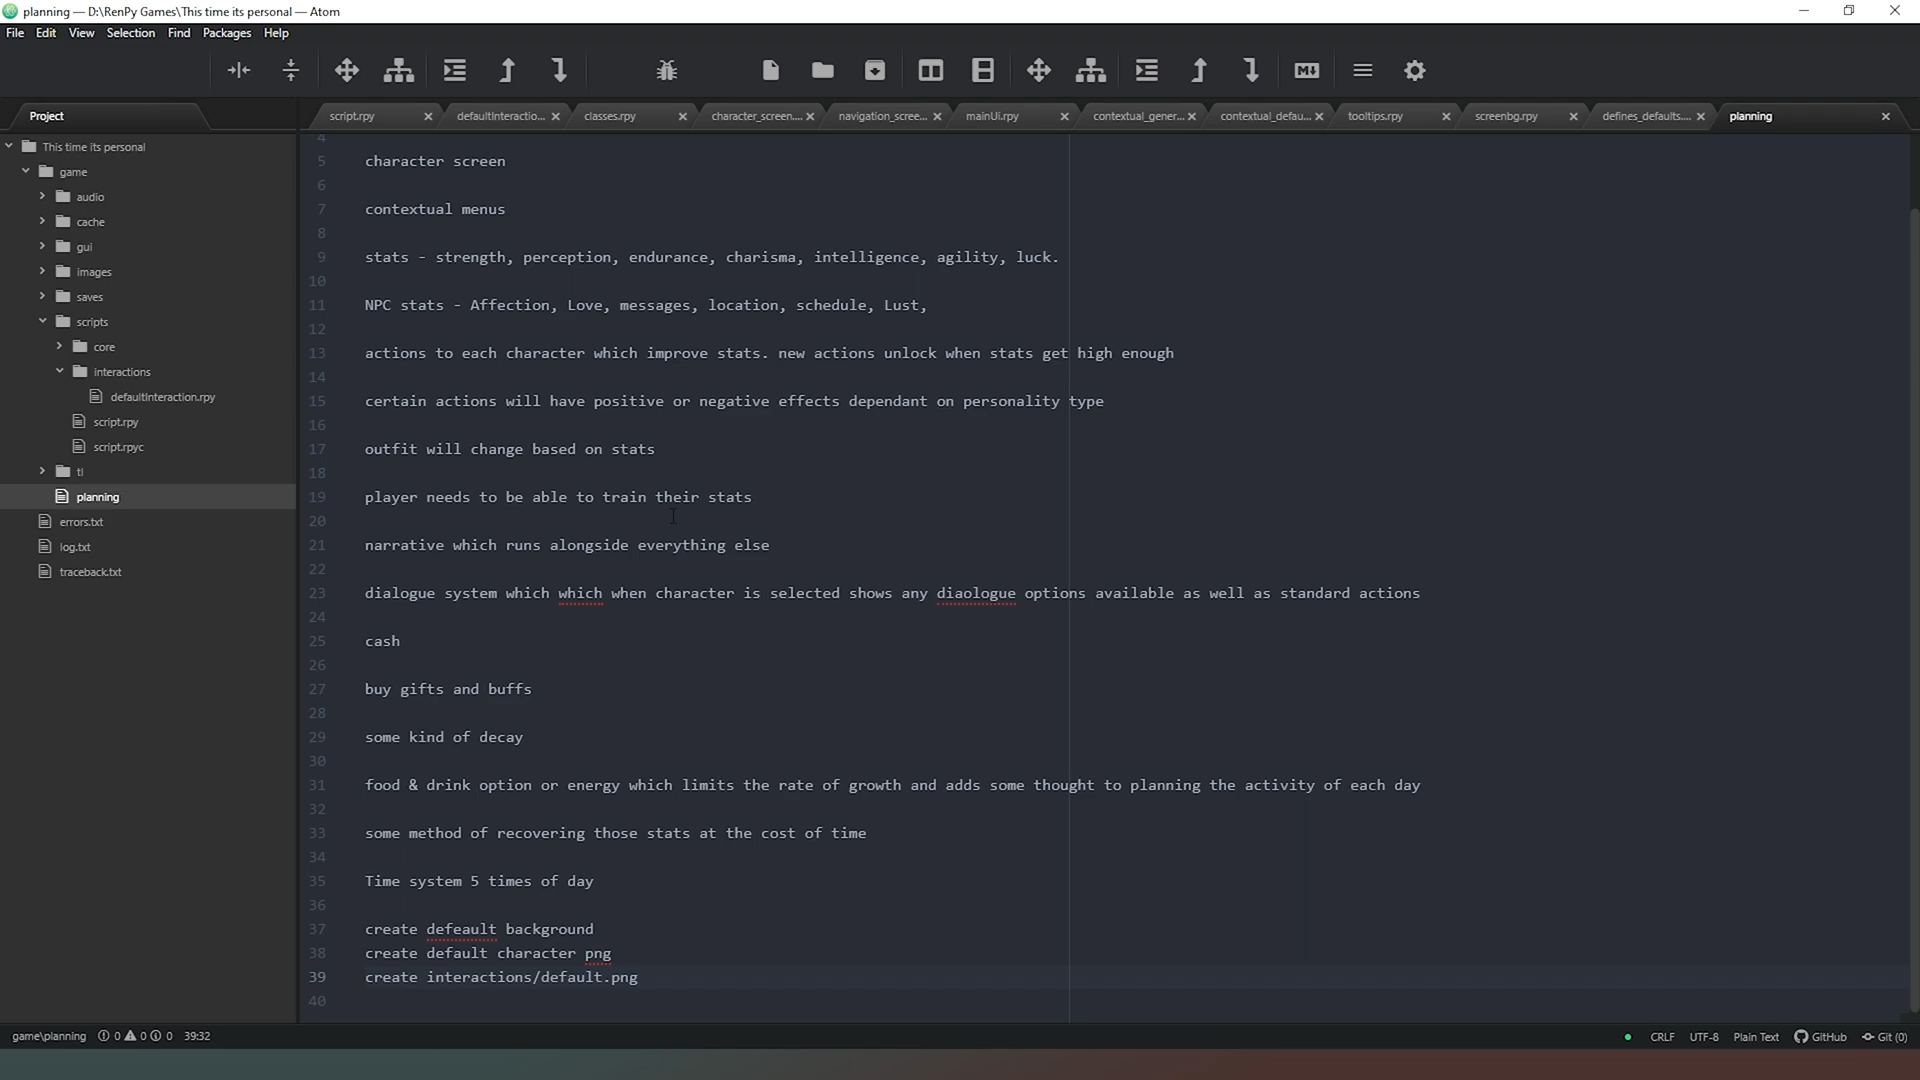 planning — D:\RenPy Games\This time its personal — Atom
File Edit View Selection Find Packages Help
Project
script.rpy
defaultInteractio...
classes.rpy
character_screen....
navigation_scree...
mainUi.rpy
contextual_gener...
contextual_defau...
tooltips.rpy
screenbg.rpy
defines_defaults....
planning
This time its personal
game
audio
cache
gui
images
saves
scripts
core
interactions
defaultInteraction.rpy
script.rpy
script.rpyc
tl
planning
errors.txt
log.txt
traceback.txt
4
5 character screen
6
7 contextual menus
8
9 stats - strength, perception, endurance, charisma, intelligence, agility, luck.
10
11 NPC stats - Affection, Love, messages, location, schedule, Lust,
12
13 actions to each character which improve stats. new actions unlock when stats get high enough
14
15 certain actions will have positive or negative effects dependant on personality type
16
17 outfit will change based on stats
18
19 player needs to be able to train their stats
20
21 narrative which runs alongside everything else
22
23 dialogue system which which when character is selected shows any diaologue options available as well as standard actions
24
25 cash
26
27 buy gifts and buffs
28
29 some kind of decay
30
31 food & drink option or energy which limits the rate of growth and adds some thought to planning the activity of each day
32
33 some method of recovering those stats at the cost of time
34
35 Time system 5 times of day
36
37 create defeault background
38 create default character png
39 create interactions/default.png
40
game\planning 0 0 0 39:32 CRLF UTF-8 Plain Text GitHub Git (0)